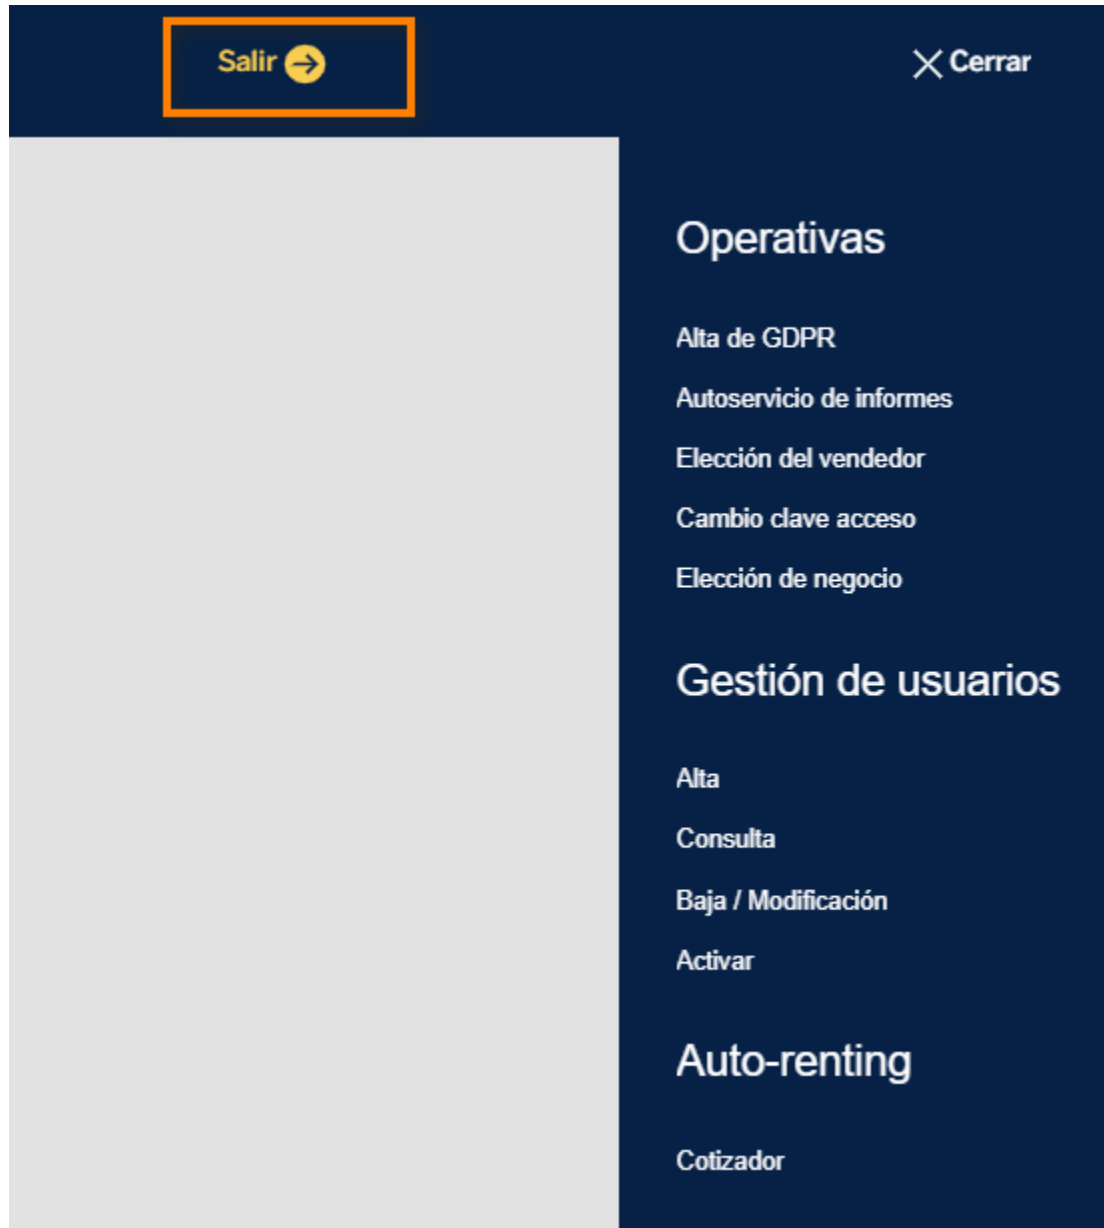 Salir
Cerrar
Operativas
Alta de GDPR
Autoservicio de informes
Elección del vendedor
Cambio clave acceso
Elección de negocio
Gestión de usuarios
Alta
Consulta
Baja / Modificación
Activar
Auto-renting
Cotizador